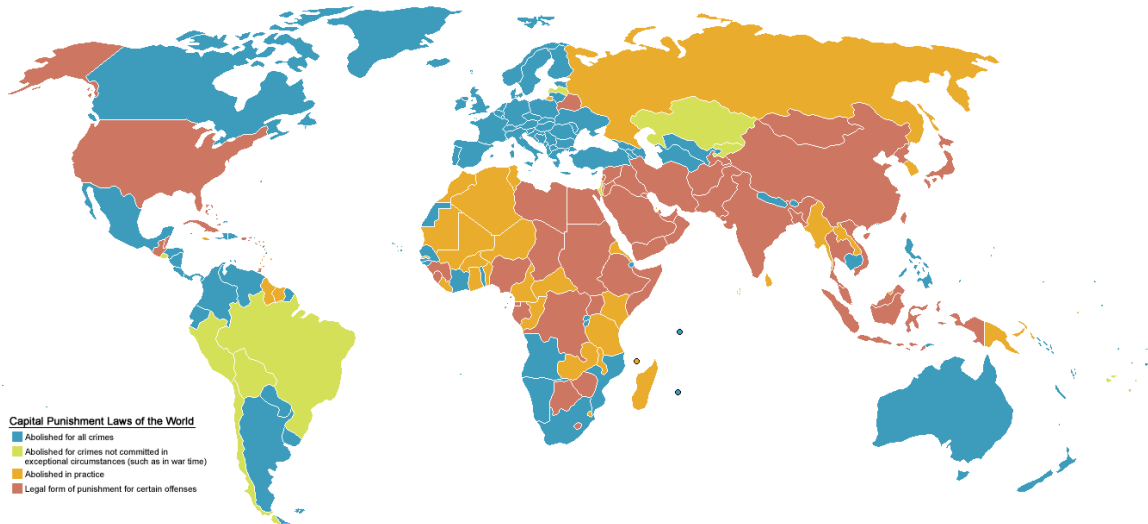 Capital Punishment Laws of the World
Abolished for all crimes
Abolished for crimes not committed in
exceptional circumstances (such as in war time)
Abolished in practice
Legal form of punishment for certain offenses